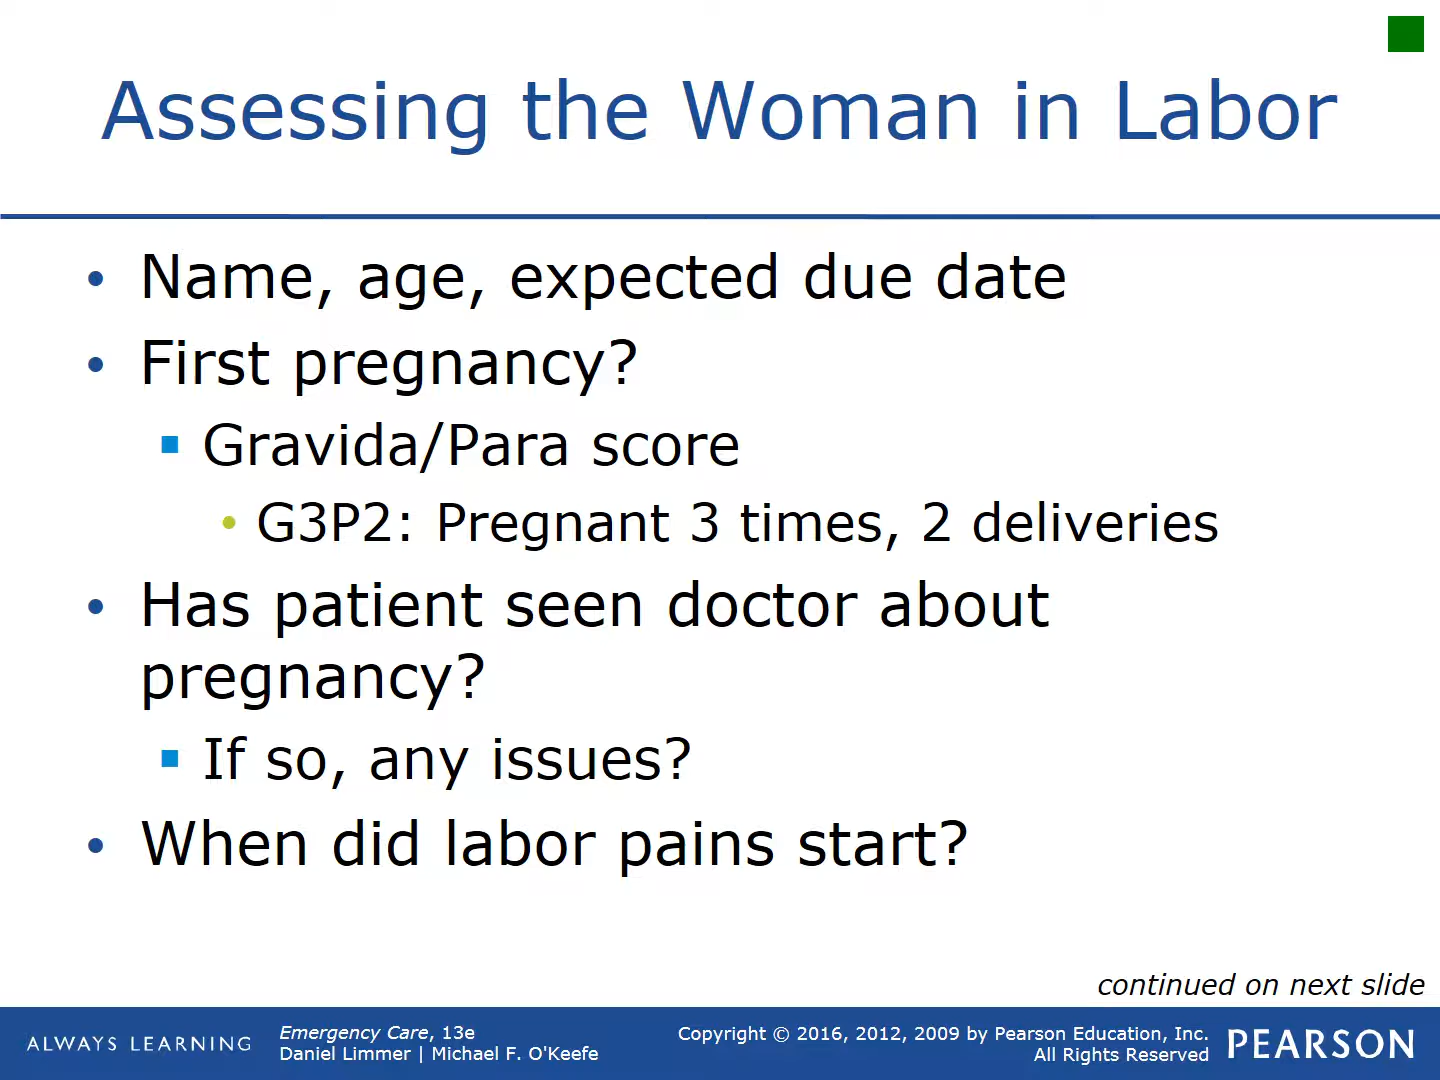 Assessing the Woman in Labor
• Name, age, expected due date
• First pregnancy?
▪ Gravida/Para score
• G3P2: Pregnant 3 times, 2 deliveries
• Has patient seen doctor about
pregnancy?
▪ If so, any issues?
• When did labor pains start?
continued on next slide
ALWAYS LEARNING
Emergency Care, 13e
Daniel Limmer | Michael F. O'Keefe
Copyright © 2016, 2012, 2009 by Pearson Education, Inc.
All Rights Reserved
PEARSON